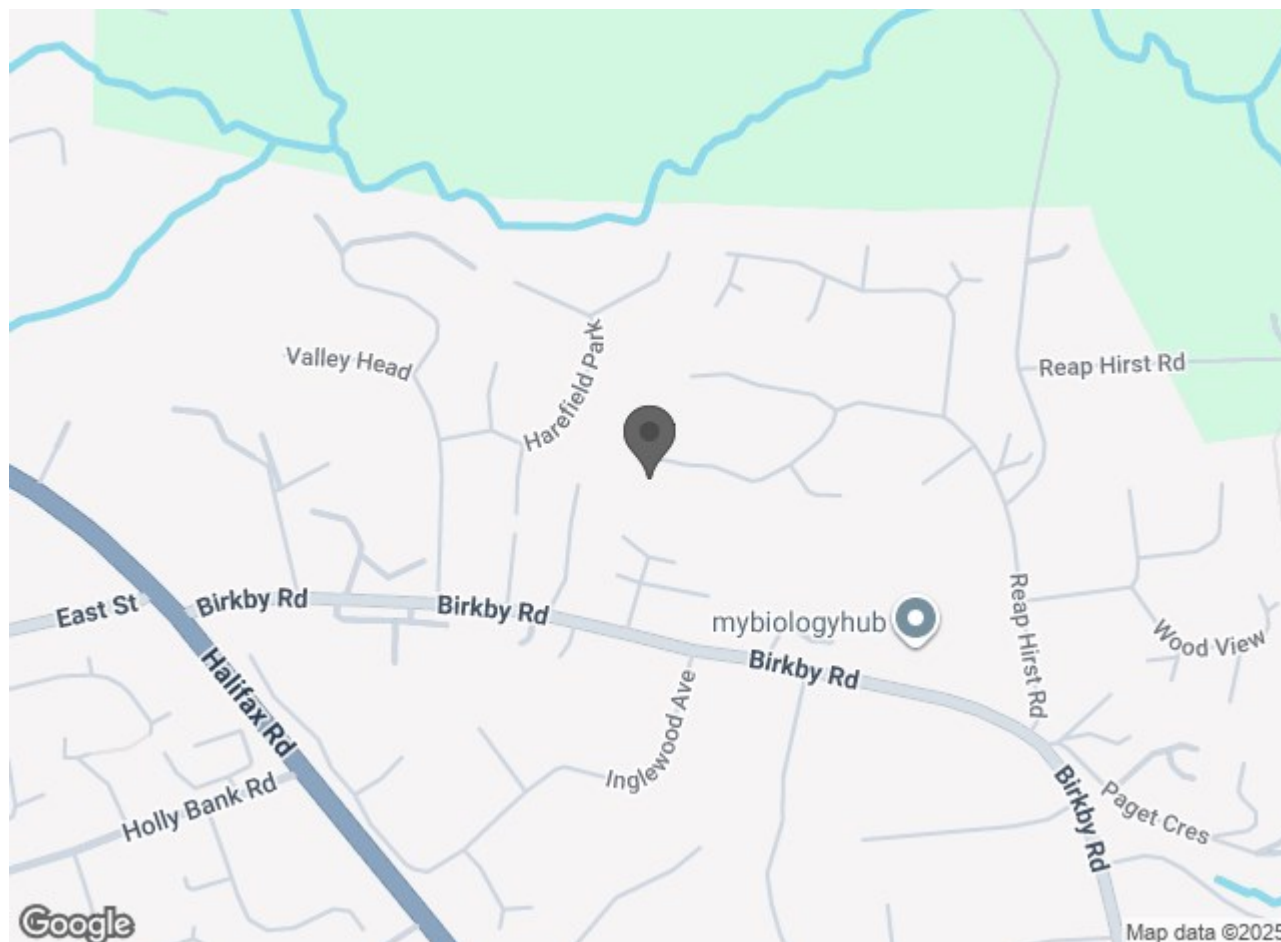 Valley Head
Harefield Park
Reap Hirst Rd
East St
Birkby Rd
Birkby Rd
mybiologyhub
Birkby Rd
Reap Hirst Rd
Wood View
Halifax Rd
Inglewood Ave
Holly Bank Rd
Birkby Rd
Paget Cres
Google
Map data ©2025